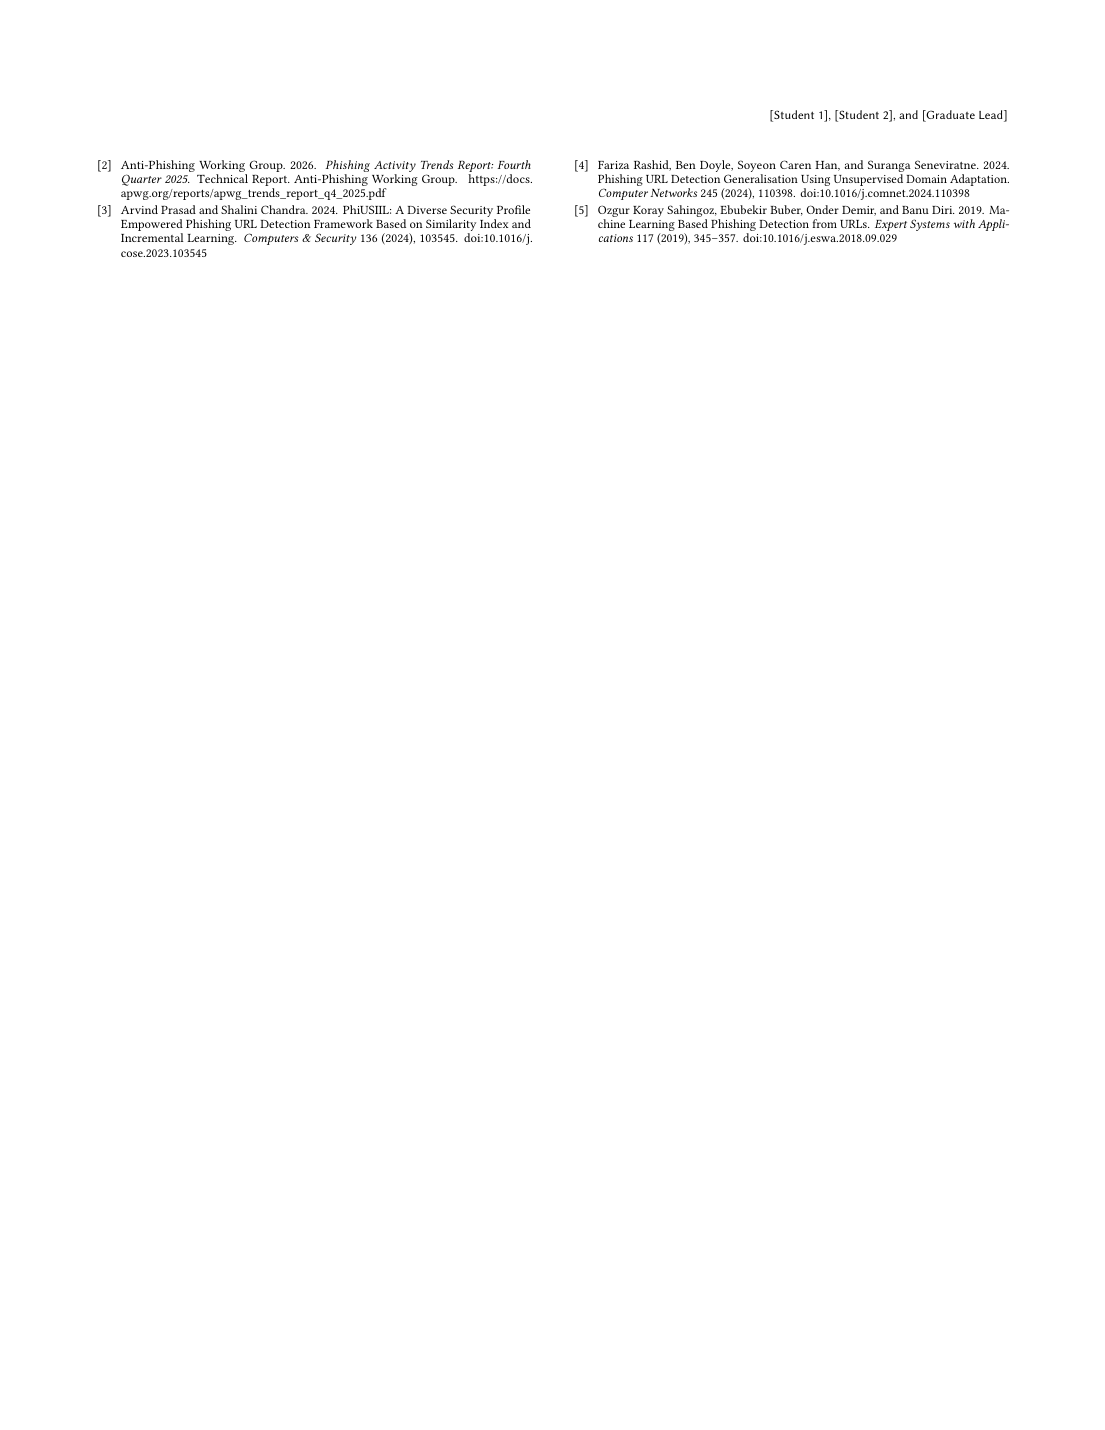 [Student 1], [Student 2], and [Graduate Lead]
[2] Anti-Phishing Working Group. 2026. Phishing Activity Trends Report: Fourth
Quarter 2025. Technical Report. Anti-Phishing Working Group. https://docs.
apwg.org/reports/apwg_trends_report_q4_2025.pdf
[3] Arvind Prasad and Shalini Chandra. 2024. PhiUSIIL: A Diverse Security Profile
Empowered Phishing URL Detection Framework Based on Similarity Index and
Incremental Learning. Computers & Security 136 (2024), 103545. doi:10.1016/j.
cose.2023.103545
[4] Fariza Rashid, Ben Doyle, Soyeon Caren Han, and Suranga Seneviratne. 2024.
Phishing URL Detection Generalisation Using Unsupervised Domain Adaptation.
Computer Networks 245 (2024), 110398. doi:10.1016/j.comnet.2024.110398
[5] Ozgur Koray Sahingoz, Ebubekir Buber, Onder Demir, and Banu Diri. 2019. Ma-
chine Learning Based Phishing Detection from URLs. Expert Systems with Appli-
cations 117 (2019), 345–357. doi:10.1016/j.eswa.2018.09.029